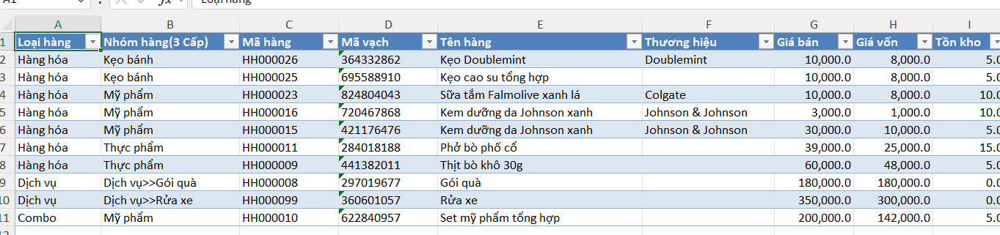 A1 fx Loại hàng
A B C D E F G H I
1 Loại hàng Nhóm hàng(3 Cấp) Mã hàng Mã vạch Tên hàng Thương hiệu Giá bán Giá vốn Tồn kho
2 Hàng hóa Kẹo bánh HH000026 364332862 Kẹo Doublemint Doublemint 10,000.0 8,000.0 5.0
3 Hàng hóa Kẹo bánh HH000025 695588910 Kẹo cao su tổng hợp 10,000.0 8,000.0 5.0
4 Hàng hóa Mỹ phẩm HH000023 824804043 Sữa tắm Falmolive xanh lá Colgate 10,000.0 8,000.0 10.0
5 Hàng hóa Mỹ phẩm HH000016 720467868 Kem dưỡng da Johnson xanh Johnson & Johnson 3,000.0 1,000.0 10.0
6 Hàng hóa Mỹ phẩm HH000015 421176476 Kem dưỡng da Johnson xanh Johnson & Johnson 30,000.0 10,000.0 5.0
7 Hàng hóa Thực phẩm HH000011 284018188 Phở bò phố cổ 39,000.0 25,000.0 15.0
8 Hàng hóa Thực phẩm HH000009 441382011 Thịt bò khô 30g 60,000.0 48,000.0 5.0
9 Dịch vụ Dịch vụ>>Gói quà HH000008 297019677 Gói quà 180,000.0 180,000.0 0.0
10 Dịch vụ Dịch vụ>>Rửa xe HH000099 360601057 Rửa xe 350,000.0 300,000.0 0.0
11 Combo Mỹ phẩm HH000010 622840957 Set mỹ phẩm tổng hợp 200,000.0 142,000.0 5.0